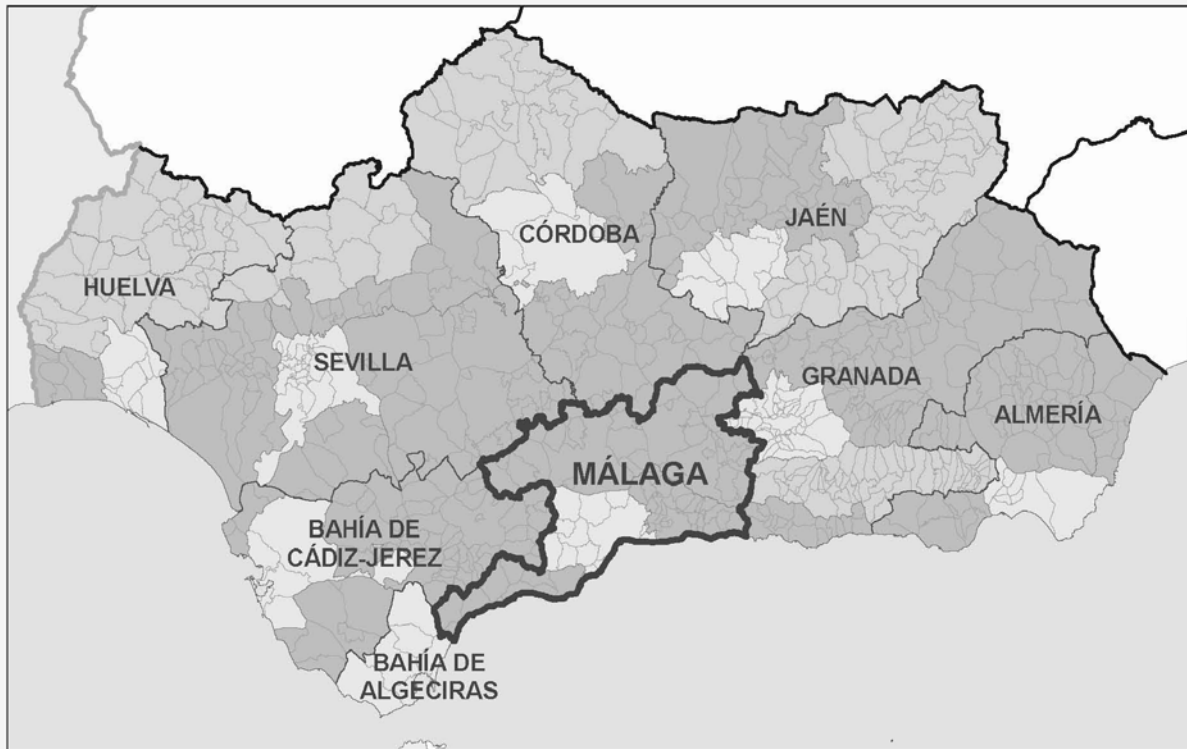 CÓRDOBA
JAÉN
HUELVA
SEVILLA
GRANADA
ALMERÍA
MÁLAGA
BAHÍA DE
CÁDIZ-JEREZ
BAHÍA DE
ALGECIRAS